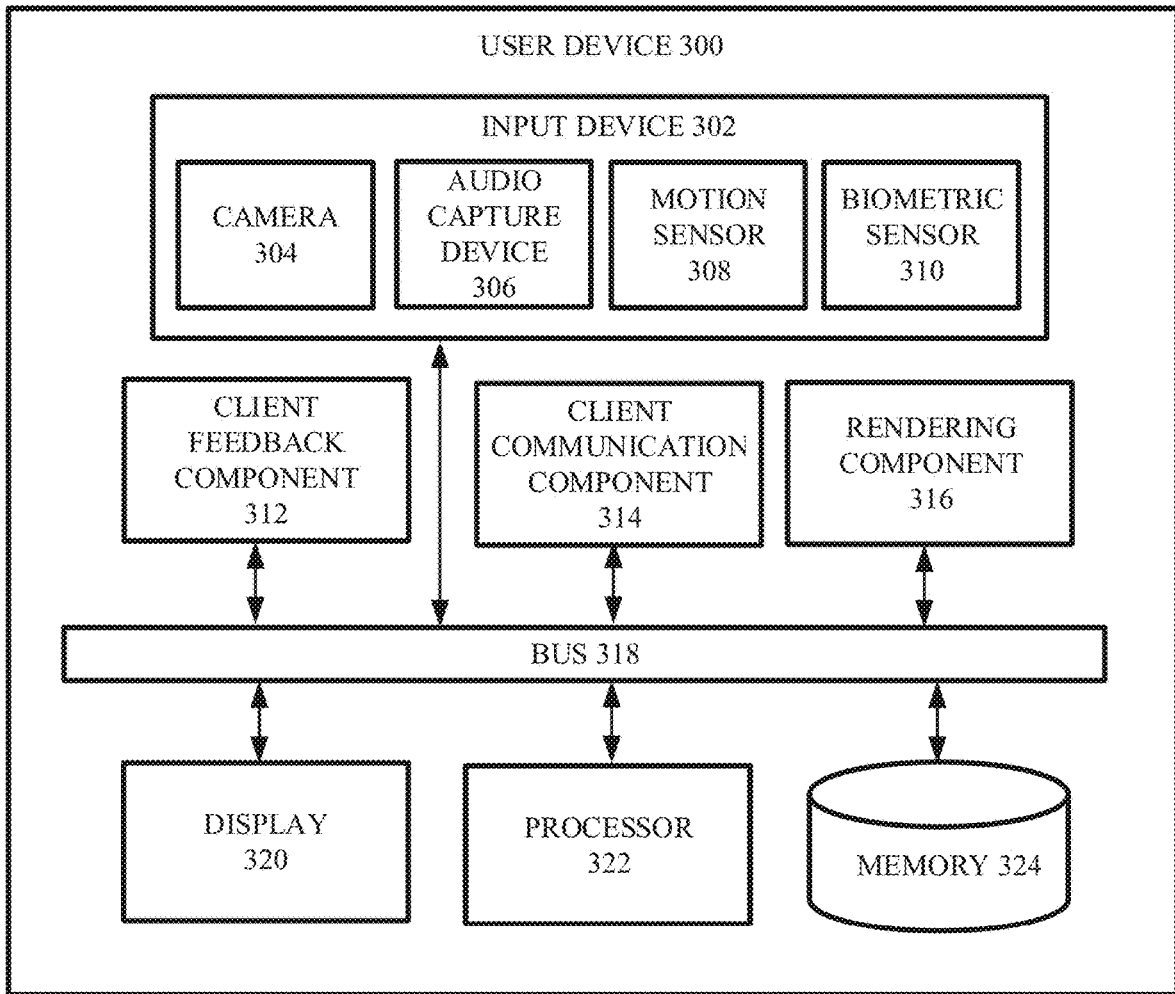 USER DEVICE 300
INPUT DEVICE 302
CAMERA
304
AUDIO
CAPTURE
DEVICE
306
MOTION
SENSOR
308
BIOMETRIC
SENSOR
310
CLIENT
FEEDBACK
COMPONENT
312
CLIENT
COMMUNICATION
COMPONENT
314
RENDERING
COMPONENT
316
BUS 318
DISPLAY
320
PROCESSOR
322
MEMORY 324